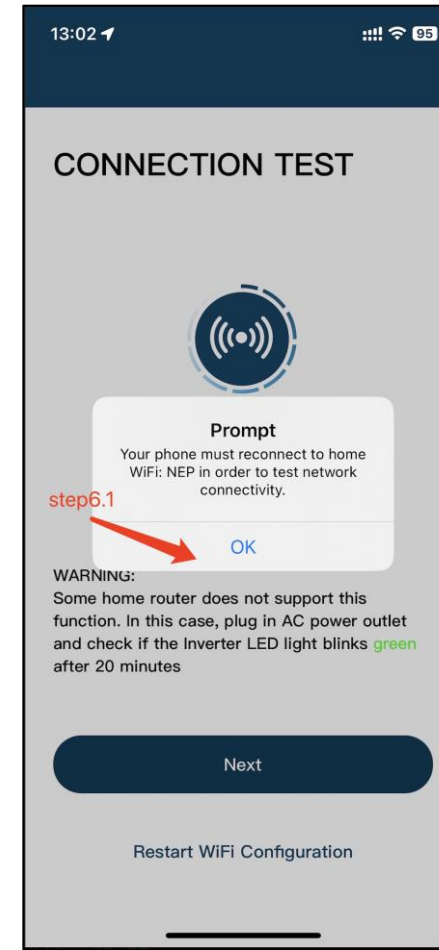 13:02
95
CONNECTION TEST
Prompt
Your phone must reconnect to home
WiFi: NEP in order to test network
connectivity.
step6.1
OK
WARNING:
Some home router does not support this
function. In this case, plug in AC power outlet
and check if the Inverter LED light blinks green
after 20 minutes
Next
Restart WiFi Configuration